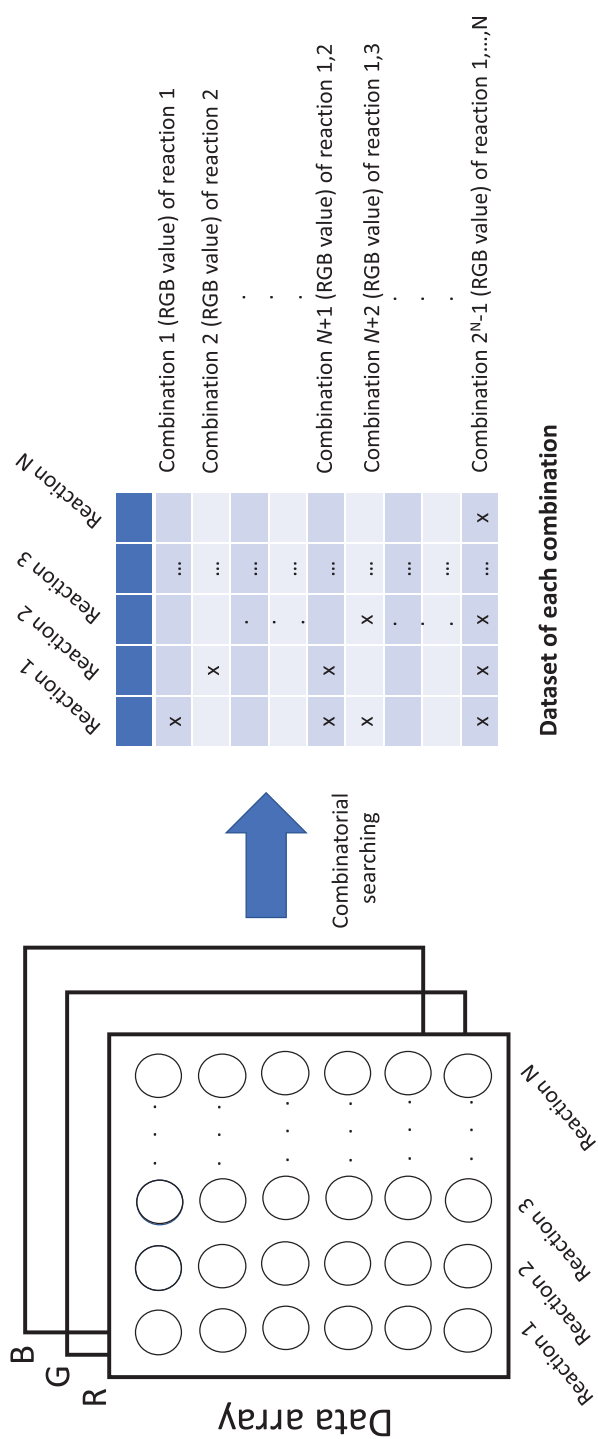 B
G
R
Data array
Reaction 1
Reaction 2
Reaction 3
Reaction N
. . .
. . .
. . .
. . .
. . .
. . .
Combinatorial
searching
Reaction 1
Reaction 2
Reaction 3
Reaction N
x ... Combination 1 (RGB value) of reaction 1
x ... Combination 2 (RGB value) of reaction 2
. ... .
. ... .
. .
x x ... Combination N+1 (RGB value) of reaction 1,2
x x ... Combination N+2 (RGB value) of reaction 1,3
. ... .
. ... .
. .
x x x ... x Combination 2ᴺ-1 (RGB value) of reaction 1,...,N
Dataset of each combination